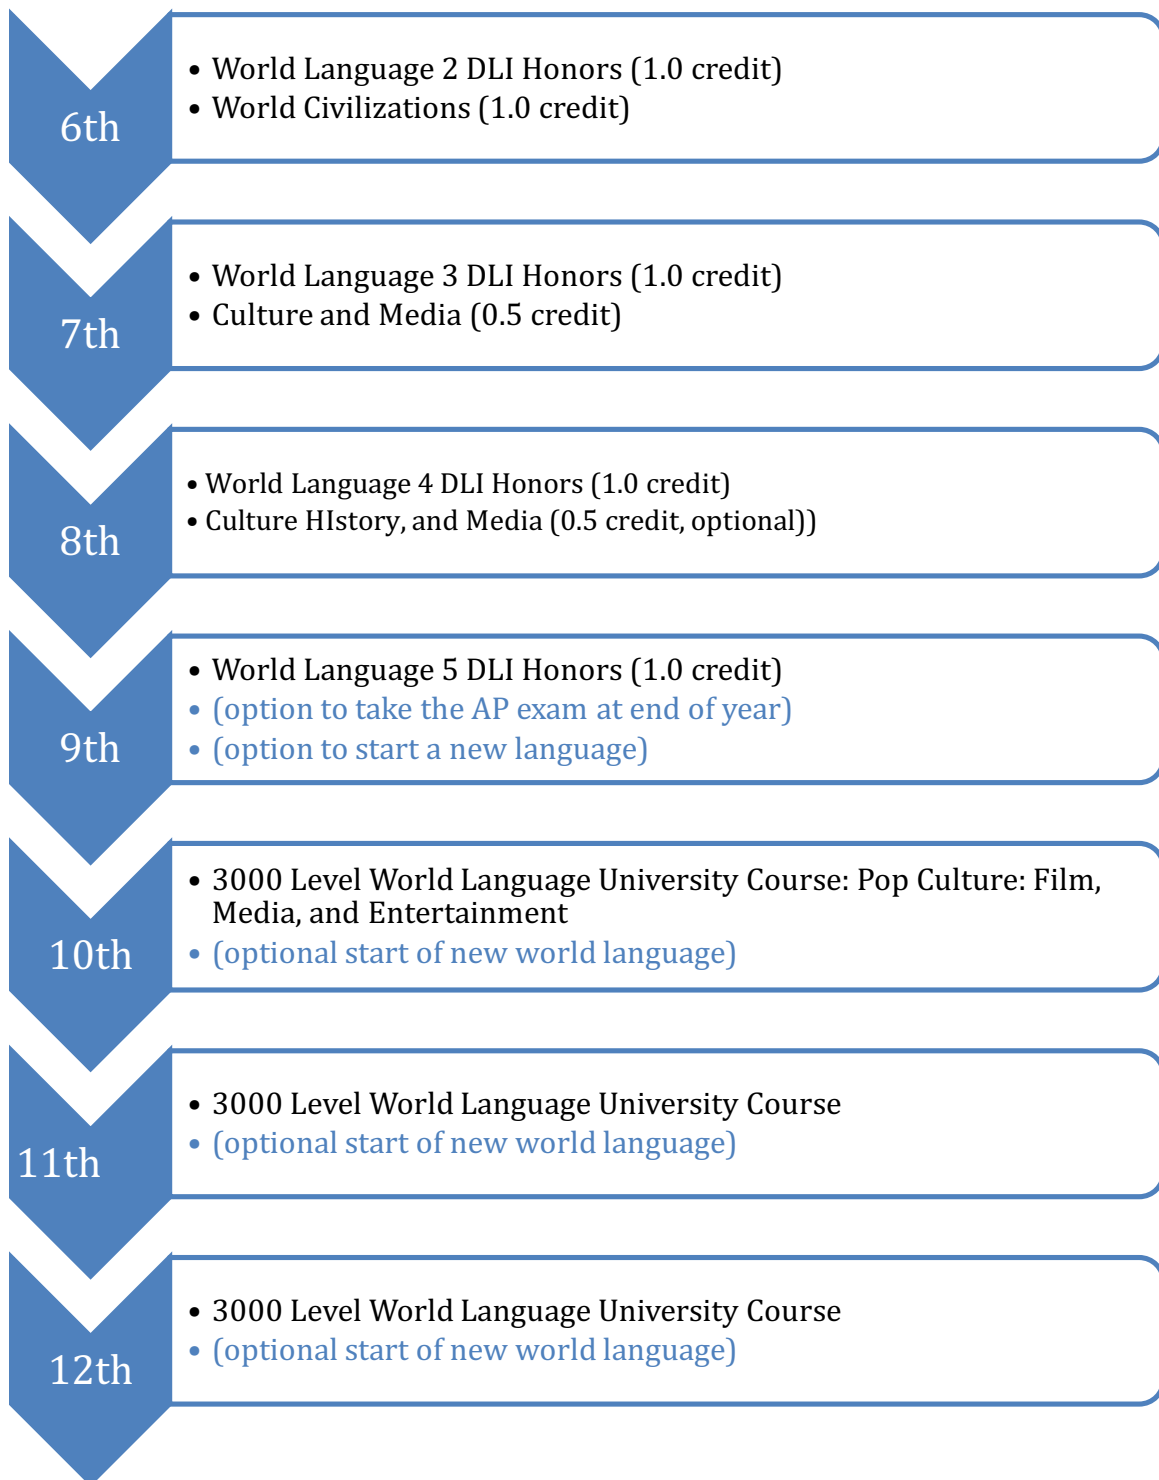 6th
• World Language 2 DLI Honors (1.0 credit)
• World Civilizations (1.0 credit)
7th
• World Language 3 DLI Honors (1.0 credit)
• Culture and Media (0.5 credit)
8th
• World Language 4 DLI Honors (1.0 credit)
• Culture HIstory, and Media (0.5 credit, optional))
9th
• World Language 5 DLI Honors (1.0 credit)
• (option to take the AP exam at end of year)
• (option to start a new language)
10th
• 3000 Level World Language University Course: Pop Culture: Film,
Media, and Entertainment
• (optional start of new world language)
11th
• 3000 Level World Language University Course
• (optional start of new world language)
12th
• 3000 Level World Language University Course
• (optional start of new world language)